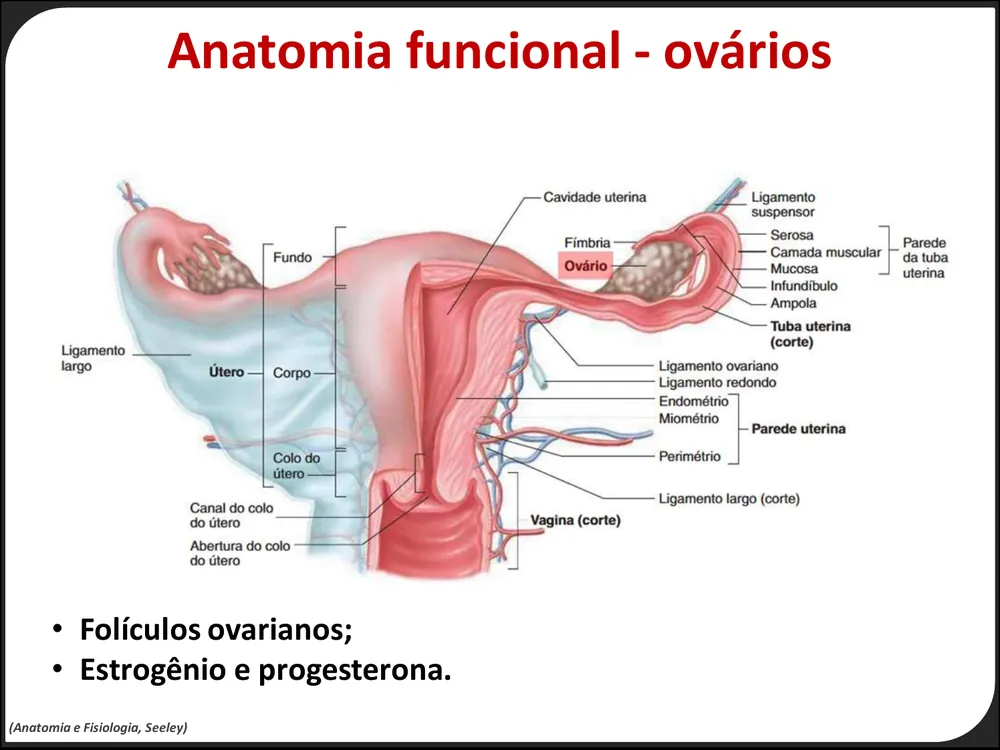 Anatomia funcional - ovários
Cavidade uterina
Ligamento
suspensor
Fímbria
Ovário
Serosa
Camada muscular
Mucosa
Parede
da tuba
uterina
Infundíbulo
Ampola
Tuba uterina
(corte)
Fundo
Ligamento
largo
Útero
Corpo
Ligamento ovariano
Ligamento redondo
Endométrio
Miométrio
Parede uterina
Perimétrio
Colo do
útero
Ligamento largo (corte)
Canal do colo
do útero
Vagina (corte)
Abertura do colo
do útero
• Folículos ovarianos;
• Estrogênio e progesterona.
(Anatomia e Fisiologia, Seeley)